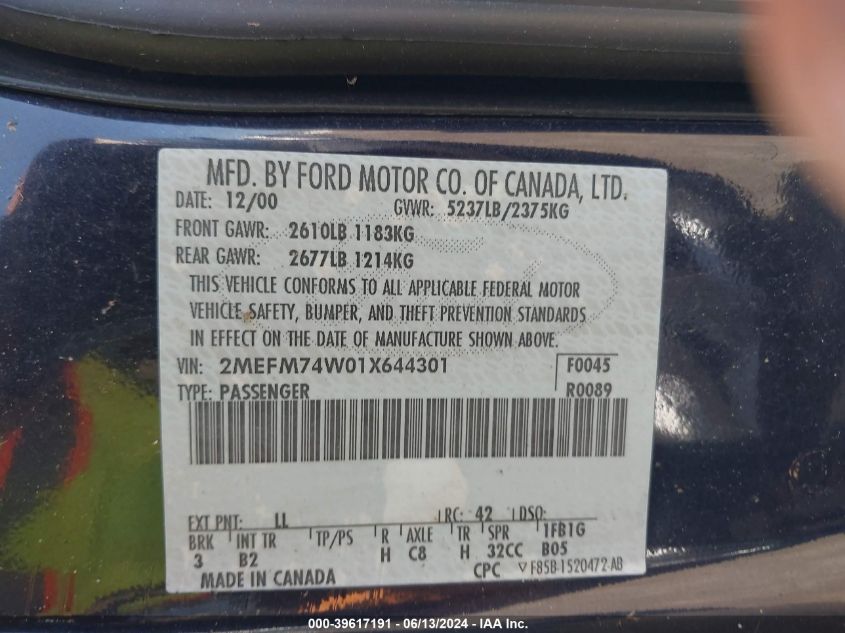 MFD. BY FORD MOTOR CO. OF CANADA, LTD.
DATE: 12/00 GVWR: 5237LB/2375KG
FRONT GAWR: 2610LB 1183KG
REAR GAWR: 2677LB 1214KG
THIS VEHICLE CONFORMS TO ALL APPLICABLE FEDERAL MOTOR
VEHICLE SAFETY, BUMPER, AND THEFT PREVENTION STANDARDS
IN EFFECT ON THE DATE OF MANUFACTURE SHOWN ABOVE.
VIN: 2MEFM74W01X644301 F0045
TYPE: PASSENGER R0089
EXT PNT: LL RC: 42 DSO:
BRK INT TR TP/PS R AXLE TR SPR 1FB1G
3 B2 H C8 H 32CC B05
MADE IN CANADA CPC F85B-1520472-AB
000-39617191 - 06/13/2024 - IAA Inc.